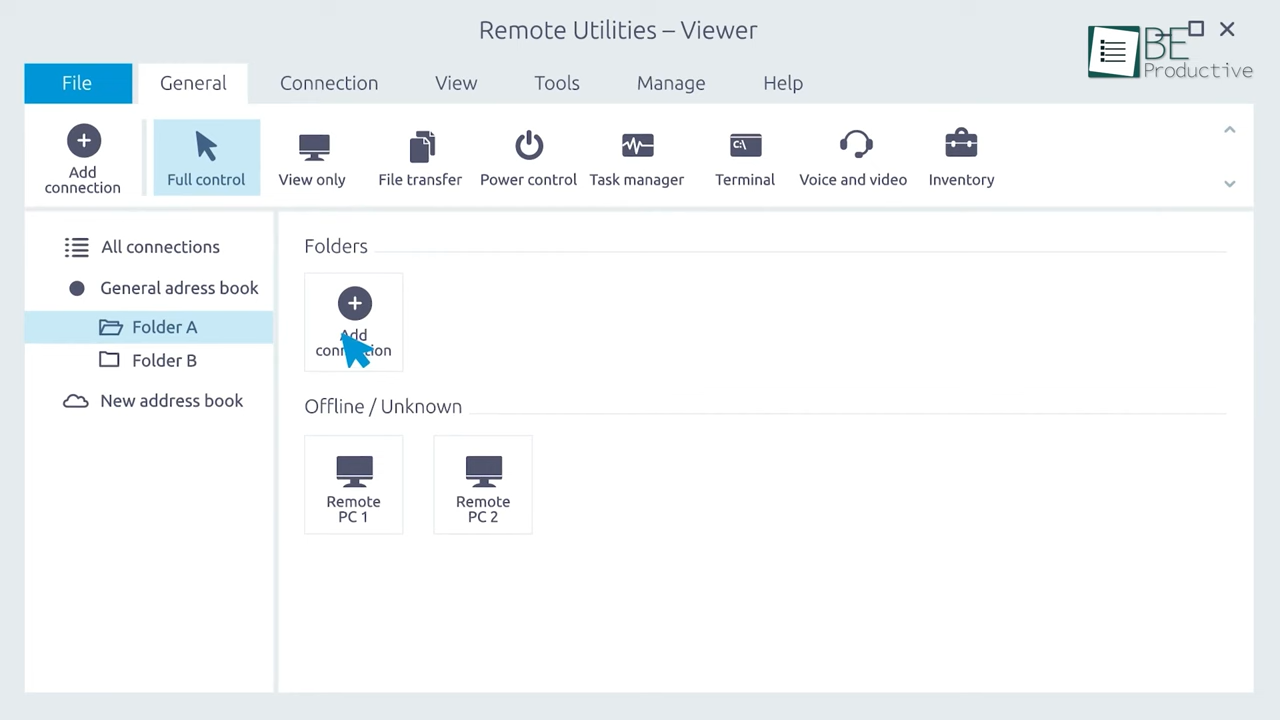 Remote Utilities – Viewer
BE
Productive
File
General
Connection
View
Tools
Manage
Help
Add
connection
Full control
View only
File transfer
Power control
Task manager
C:\
Terminal
Voice and video
Inventory
All connections
General adress book
Folder A
Folder B
New address book
Folders
Add
connection
Offline / Unknown
Remote
PC 1
Remote
PC 2